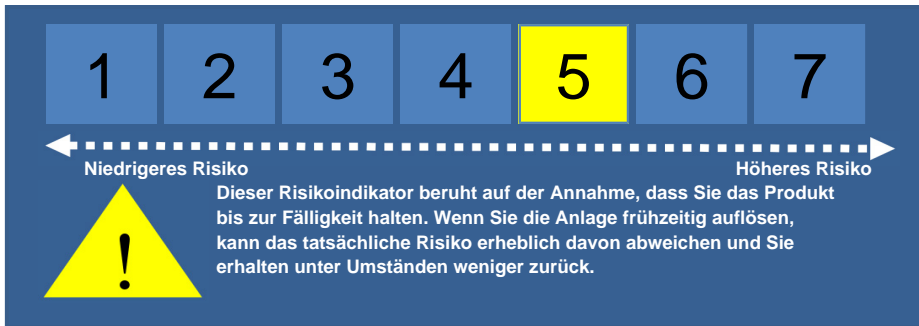 1 2 3 4 5 6 7
Niedrigeres Risiko Höheres Risiko
Dieser Risikoindikator beruht auf der Annahme, dass Sie das Produkt
bis zur Fälligkeit halten. Wenn Sie die Anlage frühzeitig auflösen,
kann das tatsächliche Risiko erheblich davon abweichen und Sie
erhalten unter Umständen weniger zurück.
!